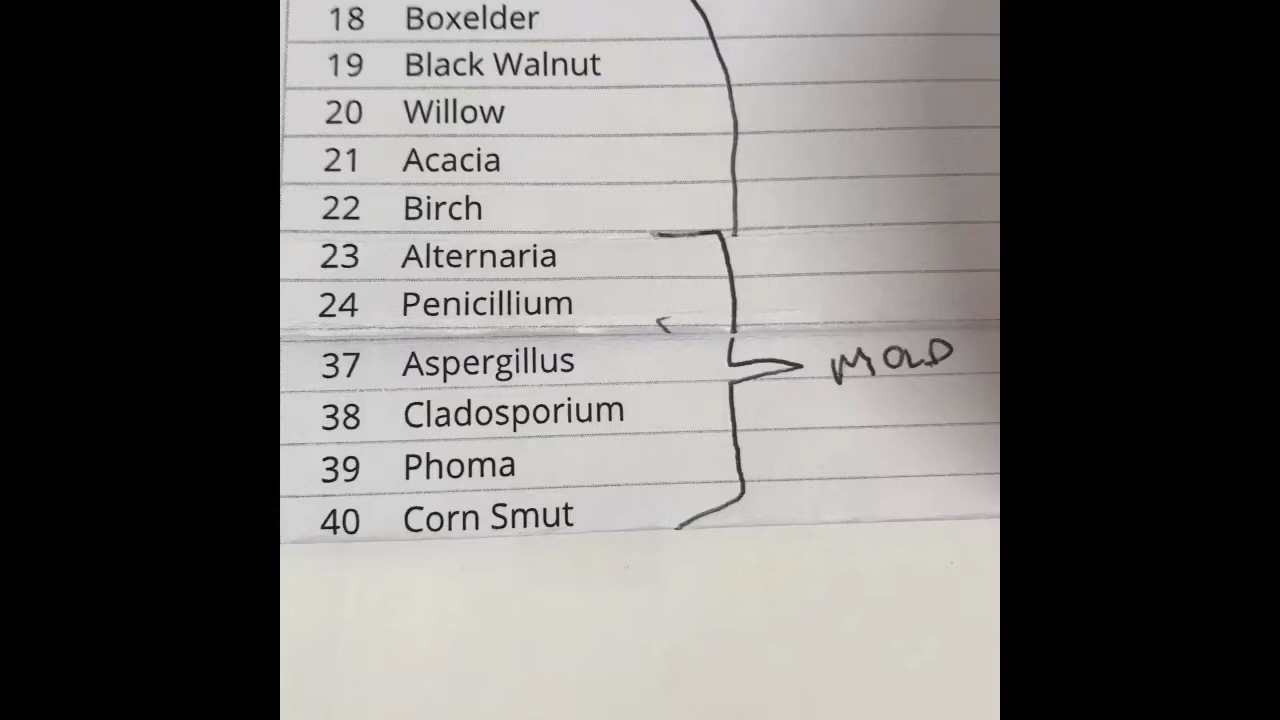 18 Boxelder
19 Black Walnut
20 Willow
21 Acacia
22 Birch
23 Alternaria
24 Penicillium
37 Aspergillus
MOLD
38 Cladosporium
39 Phoma
40 Corn Smut